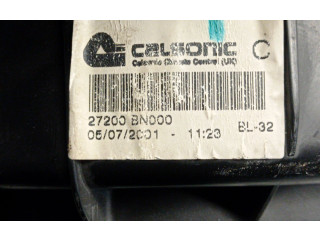 CALSONIC C
Calsonic Climate Control (UK)
27200 BN000
05/07/2001 - 11:23 BL-32